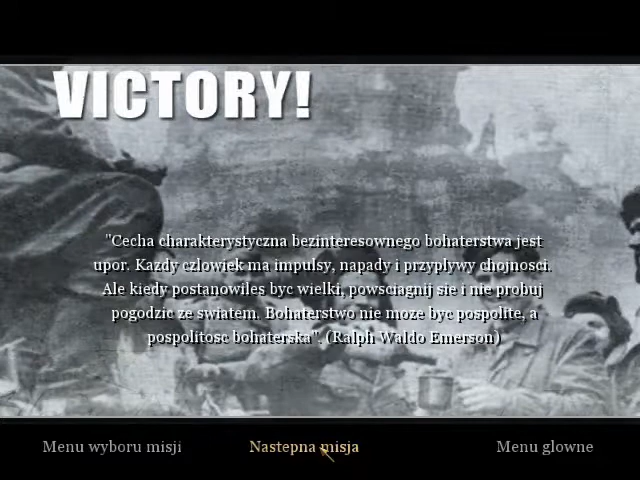 VICTORY!
"Cecha charakterystyczna bezinteresownego bohaterstwa jest
upor. Kazdy czlowiek ma impulsy, napady i przyplywy chojnosci.
Ale kiedy postanowiles byc wielki, powsciagnij sie i nie probuj
pogodzic ze swiatem. Bohaterstwo nie moze byc pospolite, a
pospolitosc bohaterska". (Ralph Waldo Emerson)
Menu wyboru misji Nastepna misja Menu glowne